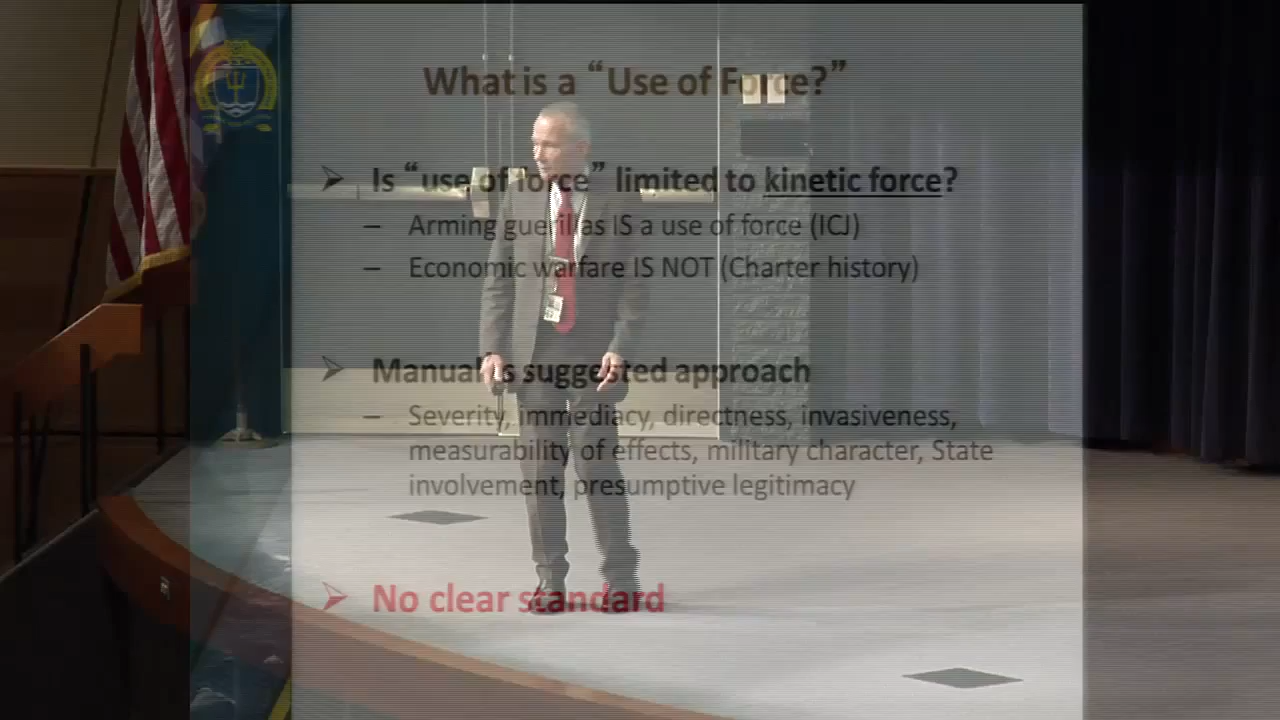 What is a “Use of Force?”
➢ Is “use of force” limited to kinetic force?
– Arming guerillas IS a use of force (ICJ)
– Economic warfare IS NOT (Charter history)
➢ Manual’s suggested approach
– Severity, immediacy, directness, invasiveness,
measurability of effects, military character, State
involvement, presumptive legitimacy
➢ No clear standard